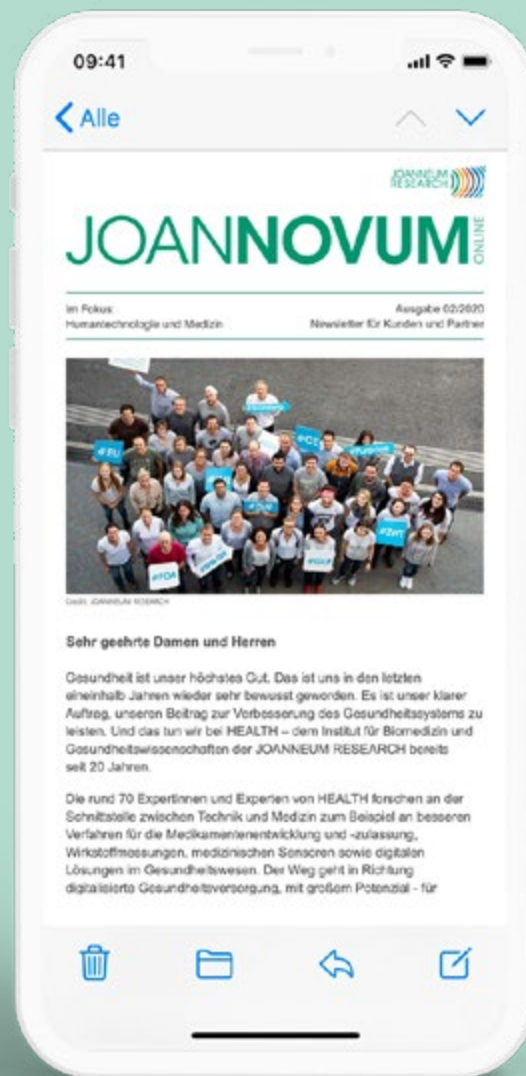 09:41
Alle
JOANNEUM
RESEARCH
JOANNOVUM
ONLINE
Im Fokus:
Humantechnologie und Medizin
Ausgabe 02/2020
Newsletter für Kunden und Partner
#EU
#FDA
#GCP
#ZMT
Credit: JOANNEUM RESEARCH
Sehr geehrte Damen und Herren
Gesundheit ist unser höchstes Gut. Das ist uns in den letzten
eineinhalb Jahren wieder sehr bewusst geworden. Es ist unser klarer
Auftrag, unseren Beitrag zur Verbesserung des Gesundheitssystems zu
leisten. Und das tun wir bei HEALTH – dem Institut für Biomedizin und
Gesundheitswissenschaften der JOANNEUM RESEARCH bereits
seit 20 Jahren.
Die rund 70 Expertinnen und Experten von HEALTH forschen an der
Schnittstelle zwischen Technik und Medizin zum Beispiel an besseren
Verfahren für die Medikamentenentwicklung und -zulassung,
Wirkstoffmessungen, medizinischen Sensoren sowie digitalen
Lösungen im Gesundheitswesen. Der Weg geht in Richtung
digitalisierte Gesundheitsversorgung, mit großem Potenzial - für